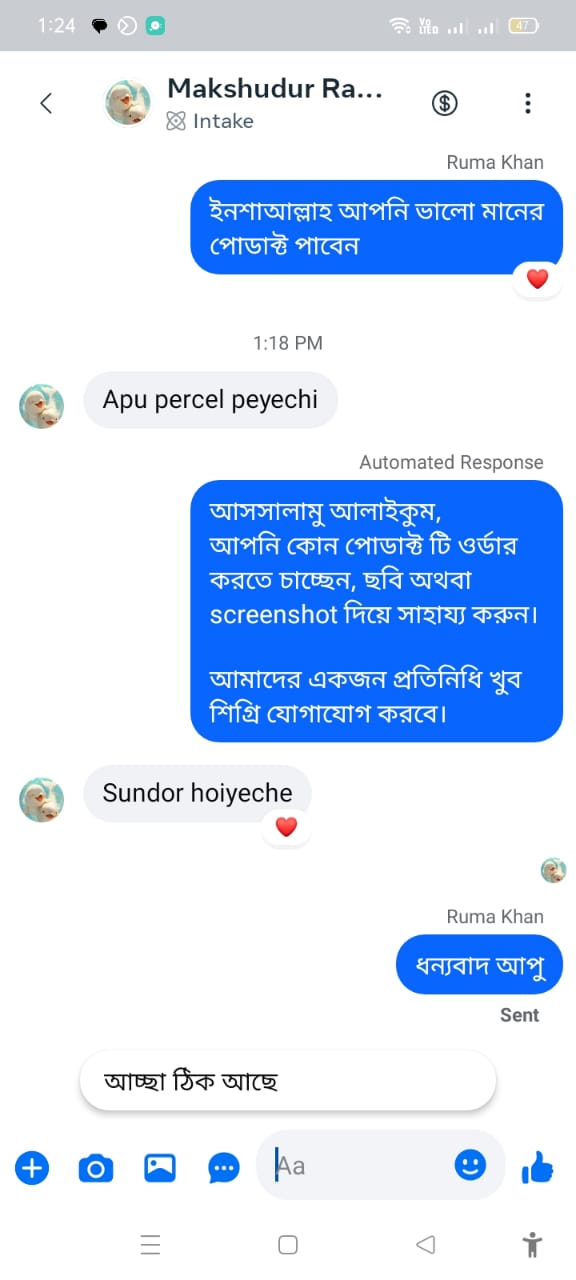 1:24
Vo
LTE
47
Makshudur Ra...
Intake
Ruma Khan
ইনশাআল্লাহ আপনি ভালো মানের
পোডাক্ট পাবেন
1:18 PM
Apu percel peyechi
Automated Response
আসসালামু আলাইকুম,
আপনি কোন পোডাক্ট টি ওর্ডার
করতে চাচ্ছেন, ছবি অথবা
screenshot দিয়ে সাহায্য করুন।
আমাদের একজন প্রতিনিধি খুব
শিগ্রি যোগাযোগ করবে।
Sundor hoiyeche
Ruma Khan
ধন্যবাদ আপু
Sent
আচ্ছা ঠিক আছে
Aa